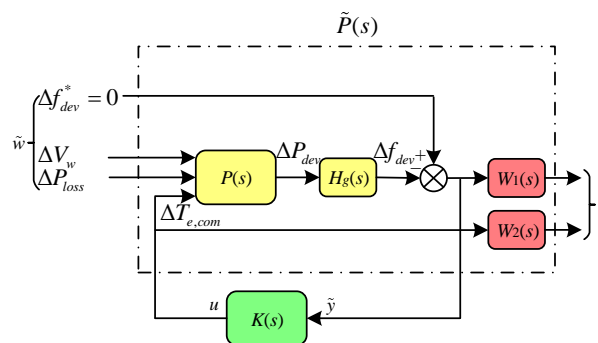 P̃(s)
Δf*dev = 0
w̃
ΔVw
ΔPloss
P(s)
ΔPdev
Hg(s)
Δfdev
+
−
W1(s)
ΔTe,com
W2(s)
u
K(s)
ỹ